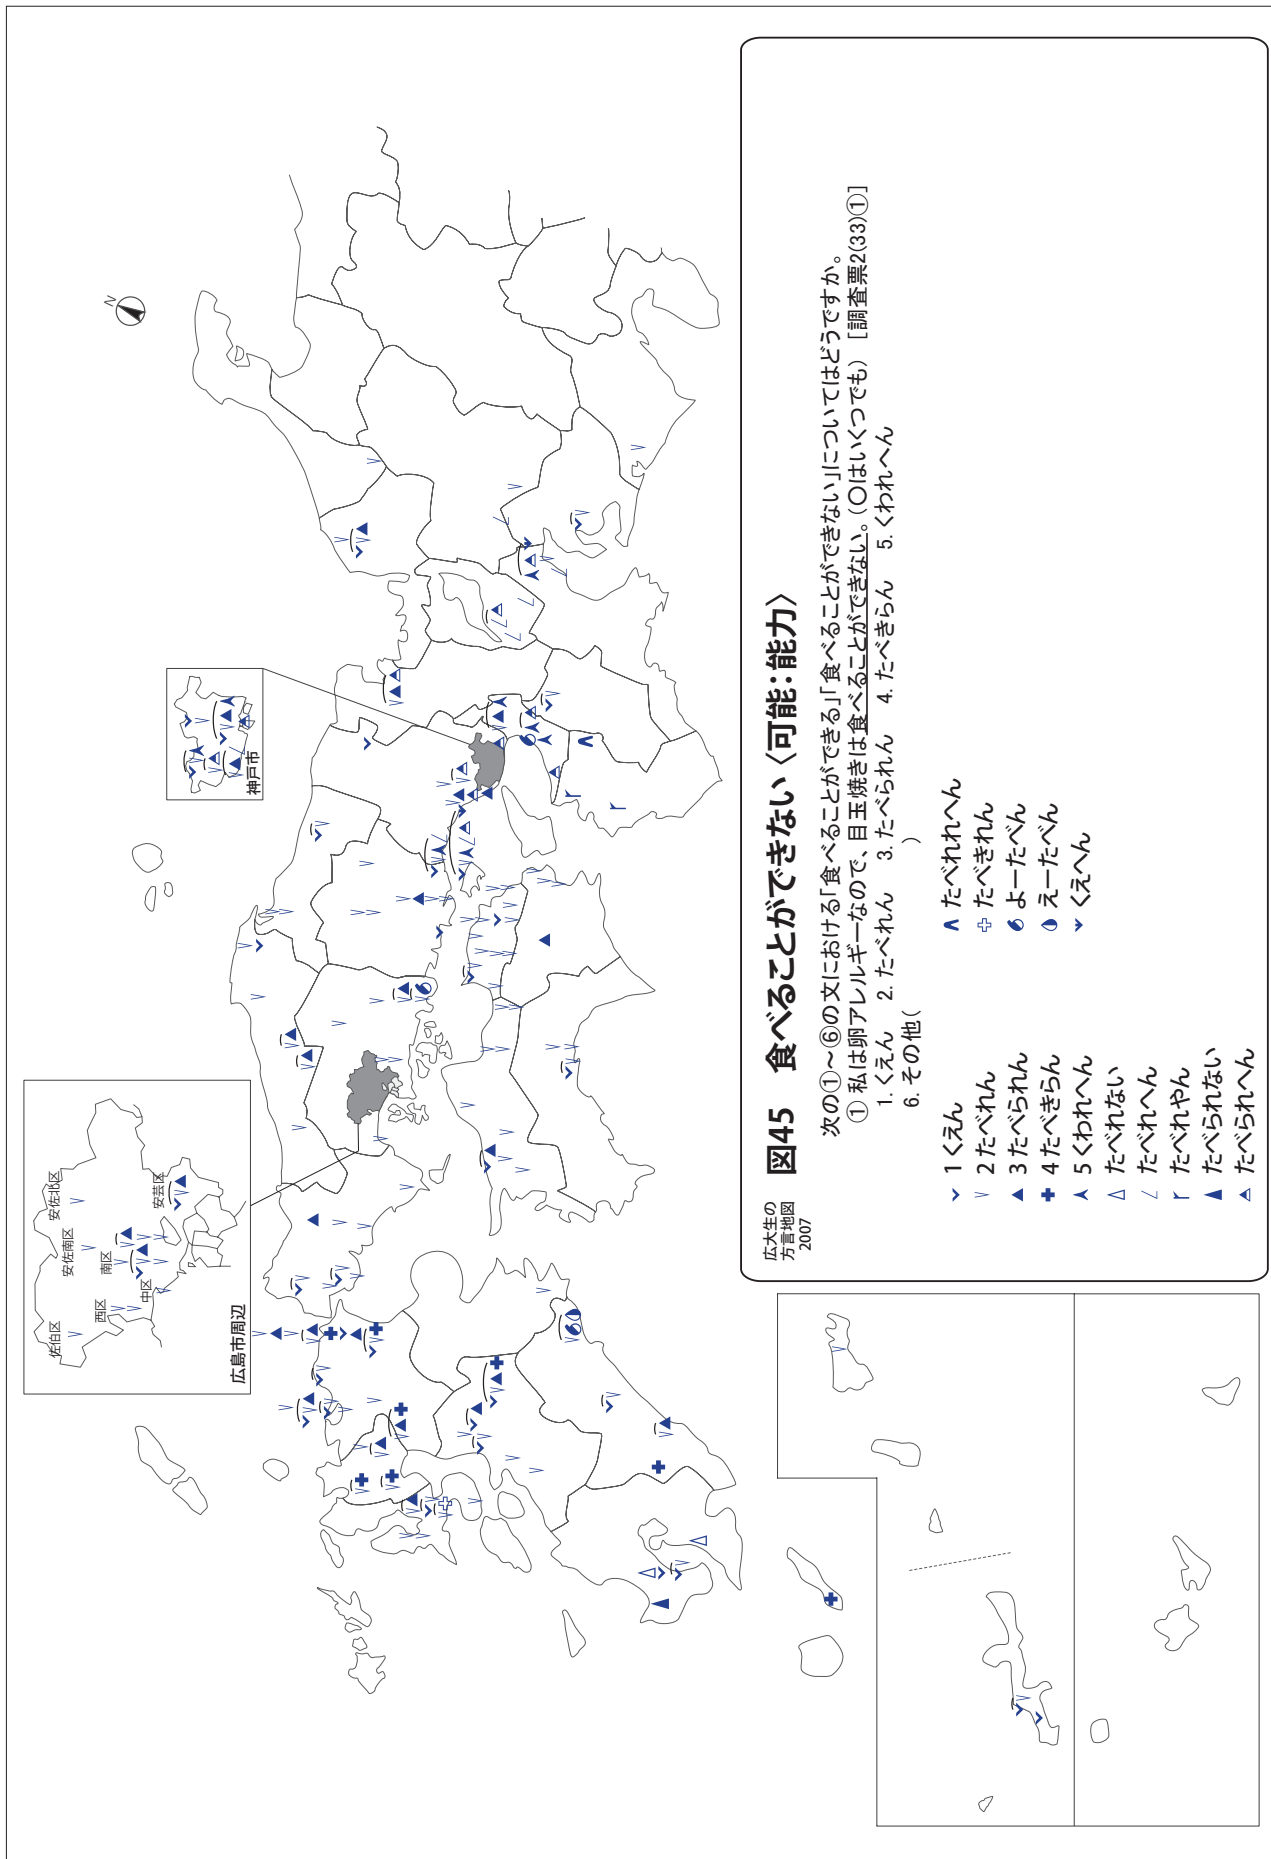 広大生の
方言地図
2007
図45 食べることができない〈可能：能力〉
次の①～⑥の文における「食べることができる」「食べることができない」についてはどうですか。
① 私は卵アレルギーなので、目玉焼きは食べることができない。(○はいくつでも) [調査票2(33)①]
1. くえん 2. たべれん 3. たべられん 4. たべきらん 5. くわれへん
6. その他( )
1 くえん
2 たべれん
3 たべられん
4 たべきらん
5 くわれへん
たべれない
たべれへん
たべれやん
たべられない
たべられへん
たべれれへん
たべきれん
よーたべん
えーたべん
くえへん
N
神戸市
広島市周辺
佐伯区
西区
中区
南区
安佐南区
安佐北区
安芸区